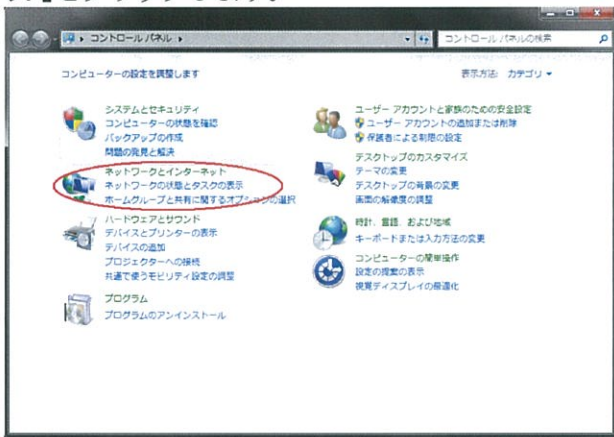 コントロール パネル
コントロール パネルの検索
コンピューターの設定を調整します
表示方法: カテゴリ
システムとセキュリティ
コンピューターの状態を確認
バックアップの作成
問題の発見と解決
ネットワークとインターネット
ネットワークの状態とタスクの表示
ホームグループと共有に関するオプションの選択
ハードウェアとサウンド
デバイスとプリンターの表示
デバイスの追加
プロジェクターへの接続
共通で使うモビリティ設定の調整
プログラム
プログラムのアンインストール
ユーザー アカウントと家族のための安全設定
ユーザー アカウントの追加または削除
保護者による制限の設定
デスクトップのカスタマイズ
テーマの変更
デスクトップの背景の変更
画面の解像度の調整
時計、言語、および地域
キーボードまたは入力方法の変更
コンピューターの簡単操作
設定の提案の表示
視覚ディスプレイの最適化